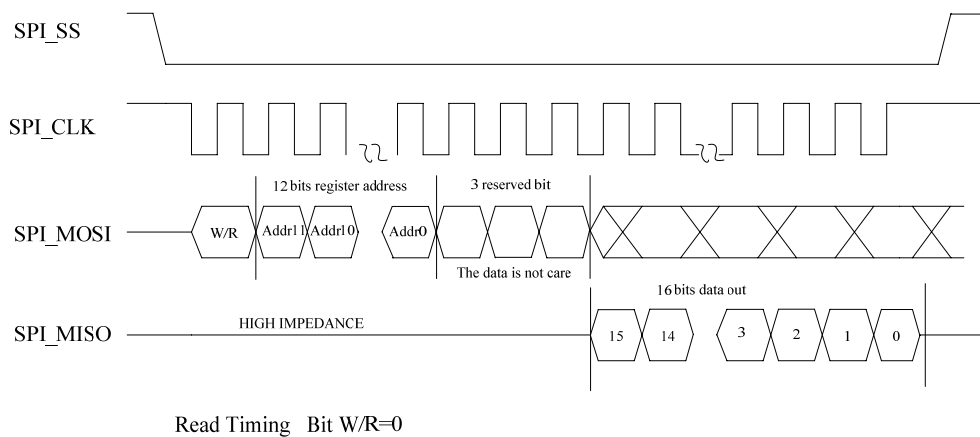 SPI_SS
SPI_CLK
12 bits register address
3 reserved bit
SPI_MOSI
W/R
Addr11
Addr10
Addr0
The data is not care
16 bits data out
SPI_MISO
HIGH IMPEDANCE
15
14
3
2
1
0
Read Timing Bit W/R=0